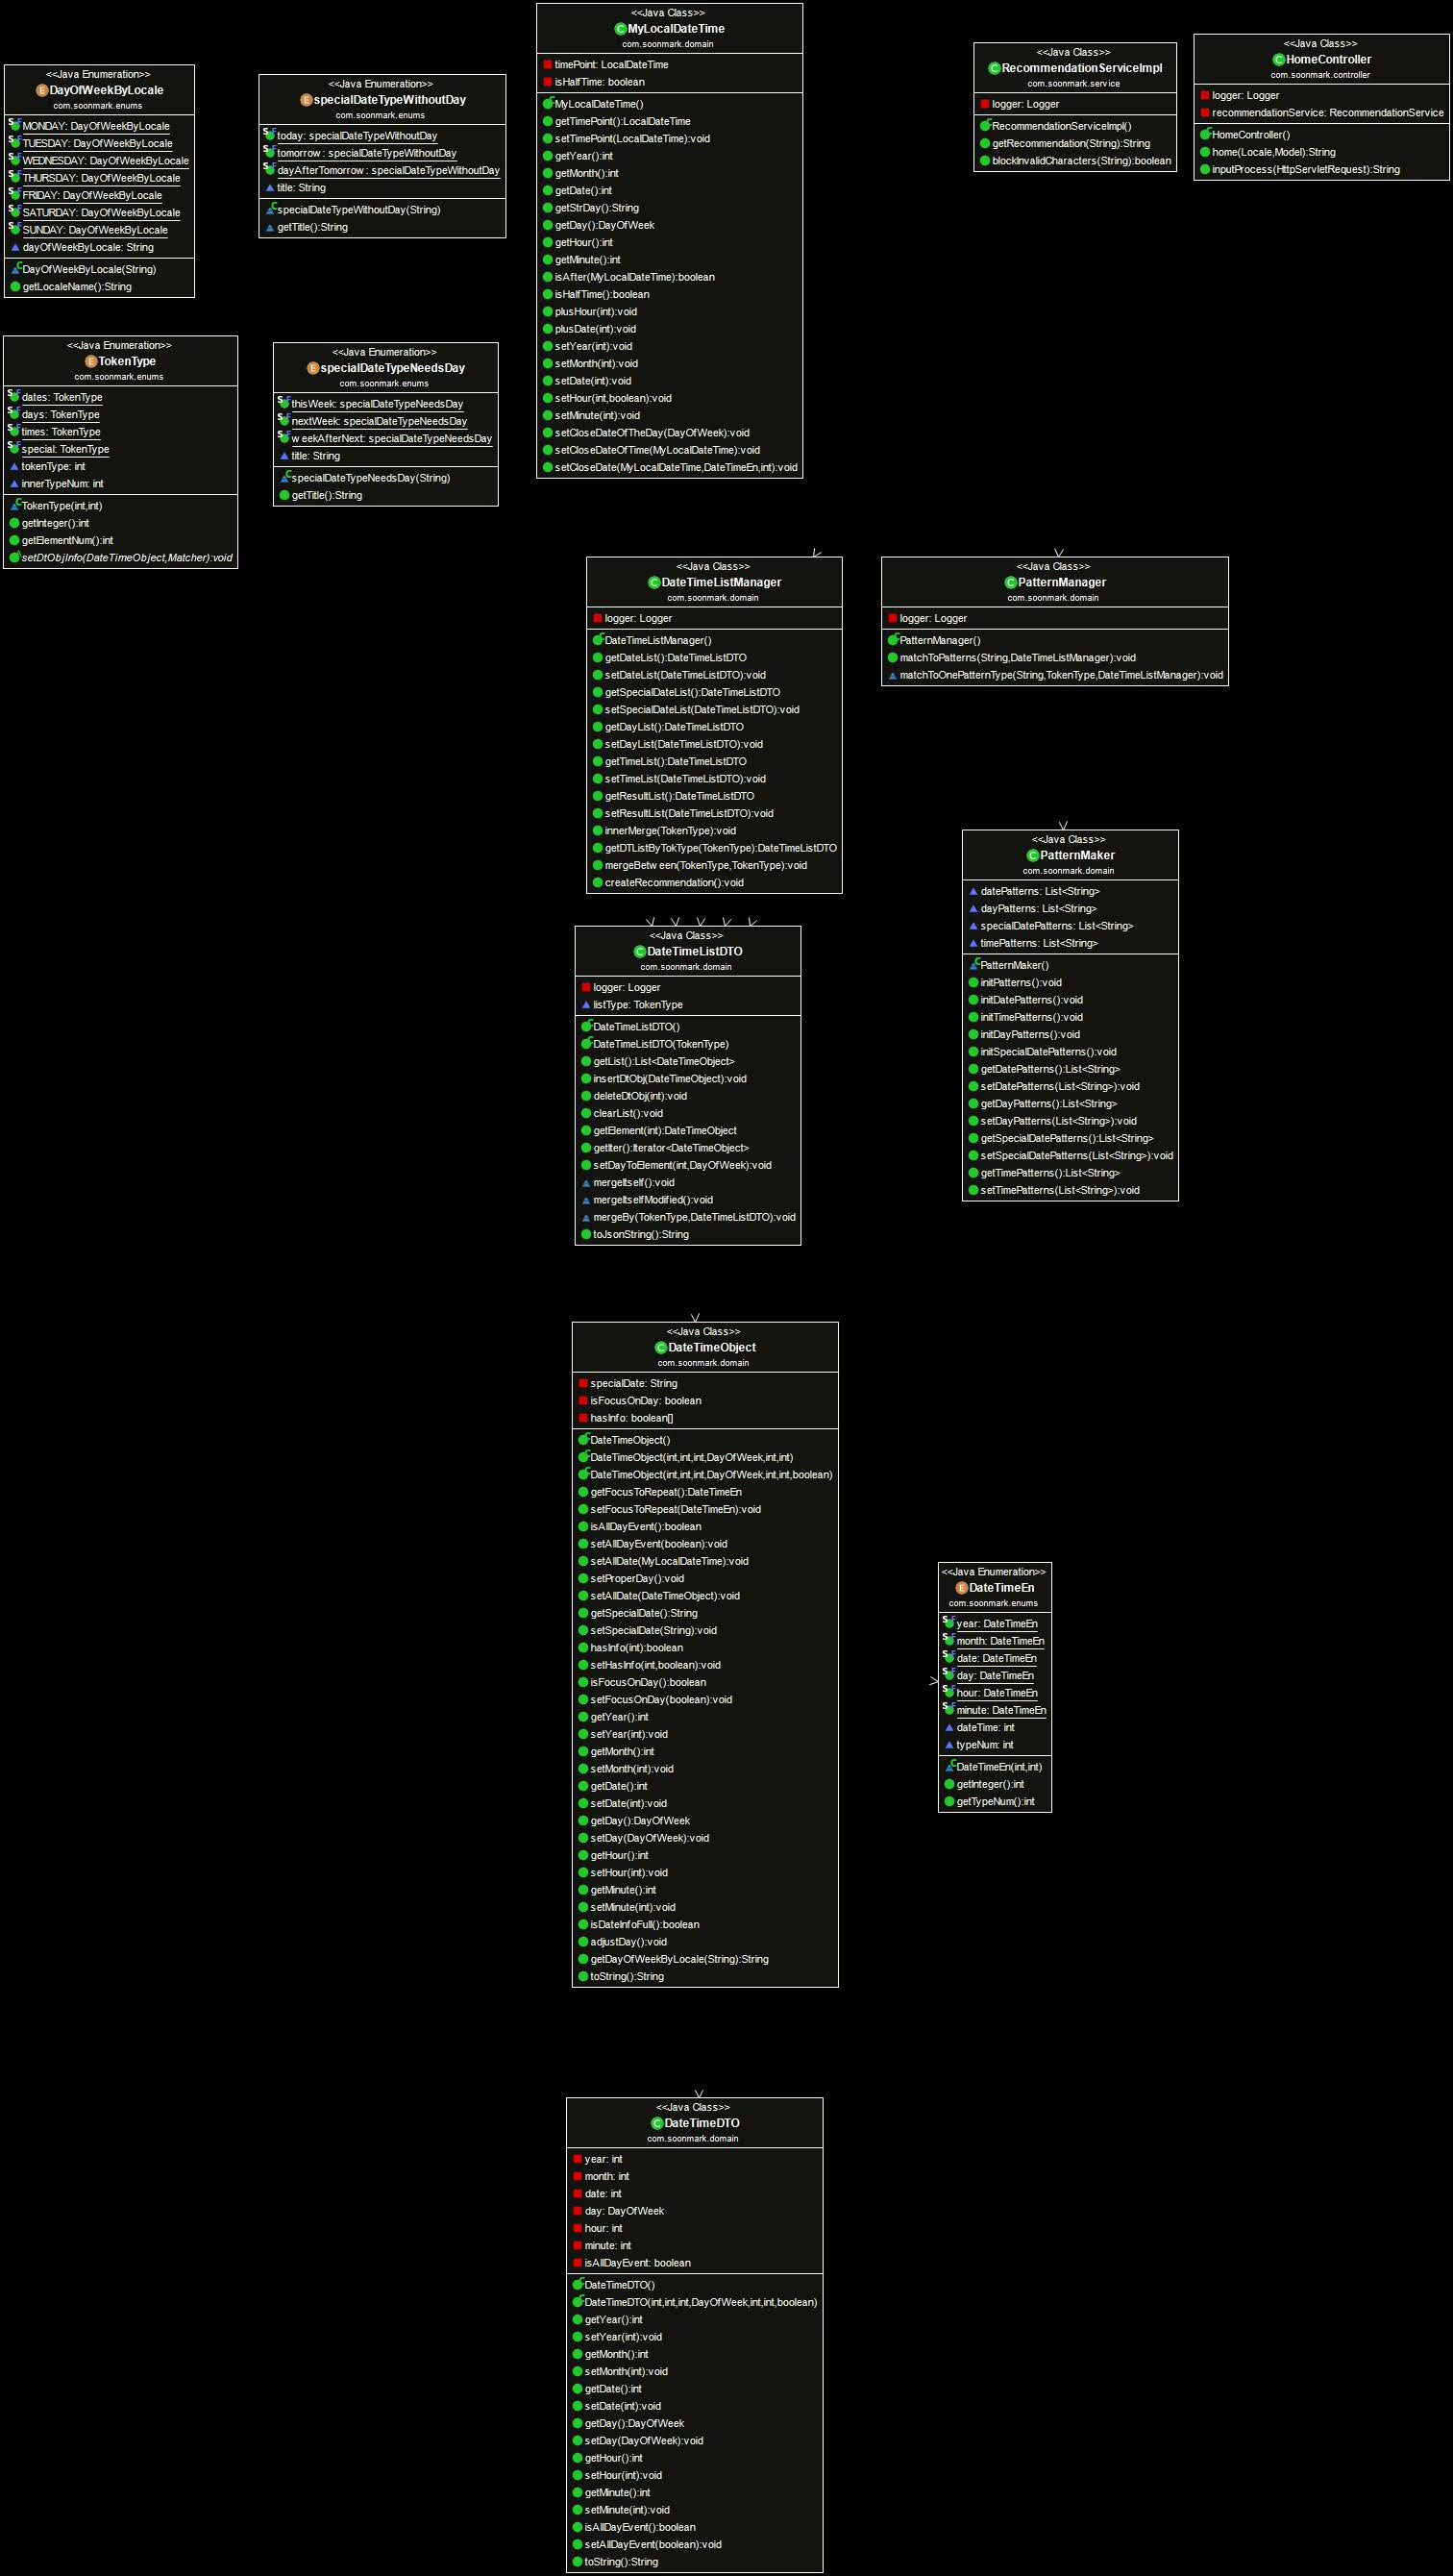 <<Java Enumeration>>
DayOfWeekByLocale
com.soonmark.enums
MONDAY: DayOfWeekByLocale
TUESDAY: DayOfWeekByLocale
WEDNESDAY: DayOfWeekByLocale
THURSDAY: DayOfWeekByLocale
FRIDAY: DayOfWeekByLocale
SATURDAY: DayOfWeekByLocale
SUNDAY: DayOfWeekByLocale
dayOfWeekByLocale: String
DayOfWeekByLocale(String)
getLocaleName():String
<<Java Enumeration>>
specialDateTypeWithoutDay
com.soonmark.enums
today: specialDateTypeWithoutDay
tomorrow: specialDateTypeWithoutDay
dayAfterTomorrow: specialDateTypeWithoutDay
title: String
specialDateTypeWithoutDay(String)
getTitle():String
<<Java Class>>
MyLocalDateTime
com.soonmark.domain
timePoint: LocalDateTime
isHalfTime: boolean
MyLocalDateTime()
getTimePoint():LocalDateTime
setTimePoint(LocalDateTime):void
getYear():int
getMonth():int
getDate():int
getStrDay():String
getDay():DayOfWeek
getHour():int
getMinute():int
isAfter(MyLocalDateTime):boolean
isHalfTime():boolean
plusHour(int):void
plusDate(int):void
setYear(int):void
setMonth(int):void
setDate(int):void
setHour(int,boolean):void
setMinute(int):void
setCloseDateOfTheDay(DayOfWeek):void
setCloseDateOfTime(MyLocalDateTime):void
setCloseDate(MyLocalDateTime,DateTimeEn,int):void
<<Java Class>>
RecommendationServiceImpl
com.soonmark.service
logger: Logger
RecommendationServiceImpl()
getRecommendation(String):String
blockInvalidCharacters(String):boolean
<<Java Class>>
HomeController
com.soonmark.controller
logger: Logger
recommendationService: RecommendationService
HomeController()
home(Locale,Model):String
inputProcess(HttpServletRequest):String
<<Java Enumeration>>
TokenType
com.soonmark.enums
dates: TokenType
days: TokenType
times: TokenType
special: TokenType
tokenType: int
innerTypeNum: int
TokenType(int,int)
getInteger():int
getElementNum():int
setDtObjInfo(DateTimeObject,Matcher):void
<<Java Enumeration>>
specialDateTypeNeedsDay
com.soonmark.enums
thisWeek: specialDateTypeNeedsDay
nextWeek: specialDateTypeNeedsDay
weekAfterNext: specialDateTypeNeedsDay
title: String
specialDateTypeNeedsDay(String)
getTitle():String
<<Java Class>>
DateTimeListManager
com.soonmark.domain
logger: Logger
DateTimeListManager()
getDateList():DateTimeListDTO
setDateList(DateTimeListDTO):void
getSpecialDateList():DateTimeListDTO
setSpecialDateList(DateTimeListDTO):void
getDayList():DateTimeListDTO
setDayList(DateTimeListDTO):void
getTimeList():DateTimeListDTO
setTimeList(DateTimeListDTO):void
getResultList():DateTimeListDTO
setResultList(DateTimeListDTO):void
innerMerge(TokenType):void
getDTListByTokType(TokenType):DateTimeListDTO
mergeBetween(TokenType,TokenType):void
createRecommendation():void
<<Java Class>>
PatternManager
com.soonmark.domain
logger: Logger
PatternManager()
matchToPatterns(String,DateTimeListManager):void
matchToOnePatternType(String,TokenType,DateTimeListManager):void
<<Java Class>>
PatternMaker
com.soonmark.domain
datePatterns: List<String>
dayPatterns: List<String>
specialDatePatterns: List<String>
timePatterns: List<String>
PatternMaker()
initPatterns():void
initDatePatterns():void
initTimePatterns():void
initDayPatterns():void
initSpecialDatePatterns():void
getDatePatterns():List<String>
setDatePatterns(List<String>):void
getDayPatterns():List<String>
setDayPatterns(List<String>):void
getSpecialDatePatterns():List<String>
setSpecialDatePatterns(List<String>):void
getTimePatterns():List<String>
setTimePatterns(List<String>):void
<<Java Class>>
DateTimeListDTO
com.soonmark.domain
logger: Logger
listType: TokenType
DateTimeListDTO()
DateTimeListDTO(TokenType)
getList():List<DateTimeObject>
insertDtObj(DateTimeObject):void
deleteDtObj(int):void
clearList():void
getElement(int):DateTimeObject
getIter():Iterator<DateTimeObject>
setDayToElement(int,DayOfWeek):void
mergeItself():void
mergeItselfModified():void
mergeBy(TokenType,DateTimeListDTO):void
toJsonString():String
<<Java Class>>
DateTimeObject
com.soonmark.domain
specialDate: String
isFocusOnDay: boolean
hasInfo: boolean[]
DateTimeObject()
DateTimeObject(int,int,int,DayOfWeek,int,int)
DateTimeObject(int,int,int,DayOfWeek,int,int,boolean)
getFocusToRepeat():DateTimeEn
setFocusToRepeat(DateTimeEn):void
isAllDayEvent():boolean
setAllDayEvent(boolean):void
setAllDate(MyLocalDateTime):void
setProperDay():void
setAllDate(DateTimeObject):void
getSpecialDate():String
setSpecialDate(String):void
hasInfo(int):boolean
setHasInfo(int,boolean):void
isFocusOnDay():boolean
setFocusOnDay(boolean):void
getYear():int
setYear(int):void
getMonth():int
setMonth(int):void
getDate():int
setDate(int):void
getDay():DayOfWeek
setDay(DayOfWeek):void
getHour():int
setHour(int):void
getMinute():int
setMinute(int):void
isDateInfoFull():boolean
adjustDay():void
getDayOfWeekByLocale(String):String
toString():String
<<Java Enumeration>>
DateTimeEn
com.soonmark.enums
year: DateTimeEn
month: DateTimeEn
date: DateTimeEn
day: DateTimeEn
hour: DateTimeEn
minute: DateTimeEn
dateTime: int
typeNum: int
DateTimeEn(int,int)
getInteger():int
getTypeNum():int
<<Java Class>>
DateTimeDTO
com.soonmark.domain
year: int
month: int
date: int
day: DayOfWeek
hour: int
minute: int
isAllDayEvent: boolean
DateTimeDTO()
DateTimeDTO(int,int,int,DayOfWeek,int,int,boolean)
getYear():int
setYear(int):void
getMonth():int
setMonth(int):void
getDate():int
setDate(int):void
getDay():DayOfWeek
setDay(DayOfWeek):void
getHour():int
setHour(int):void
getMinute():int
setMinute(int):void
isAllDayEvent():boolean
setAllDayEvent(boolean):void
toString():String